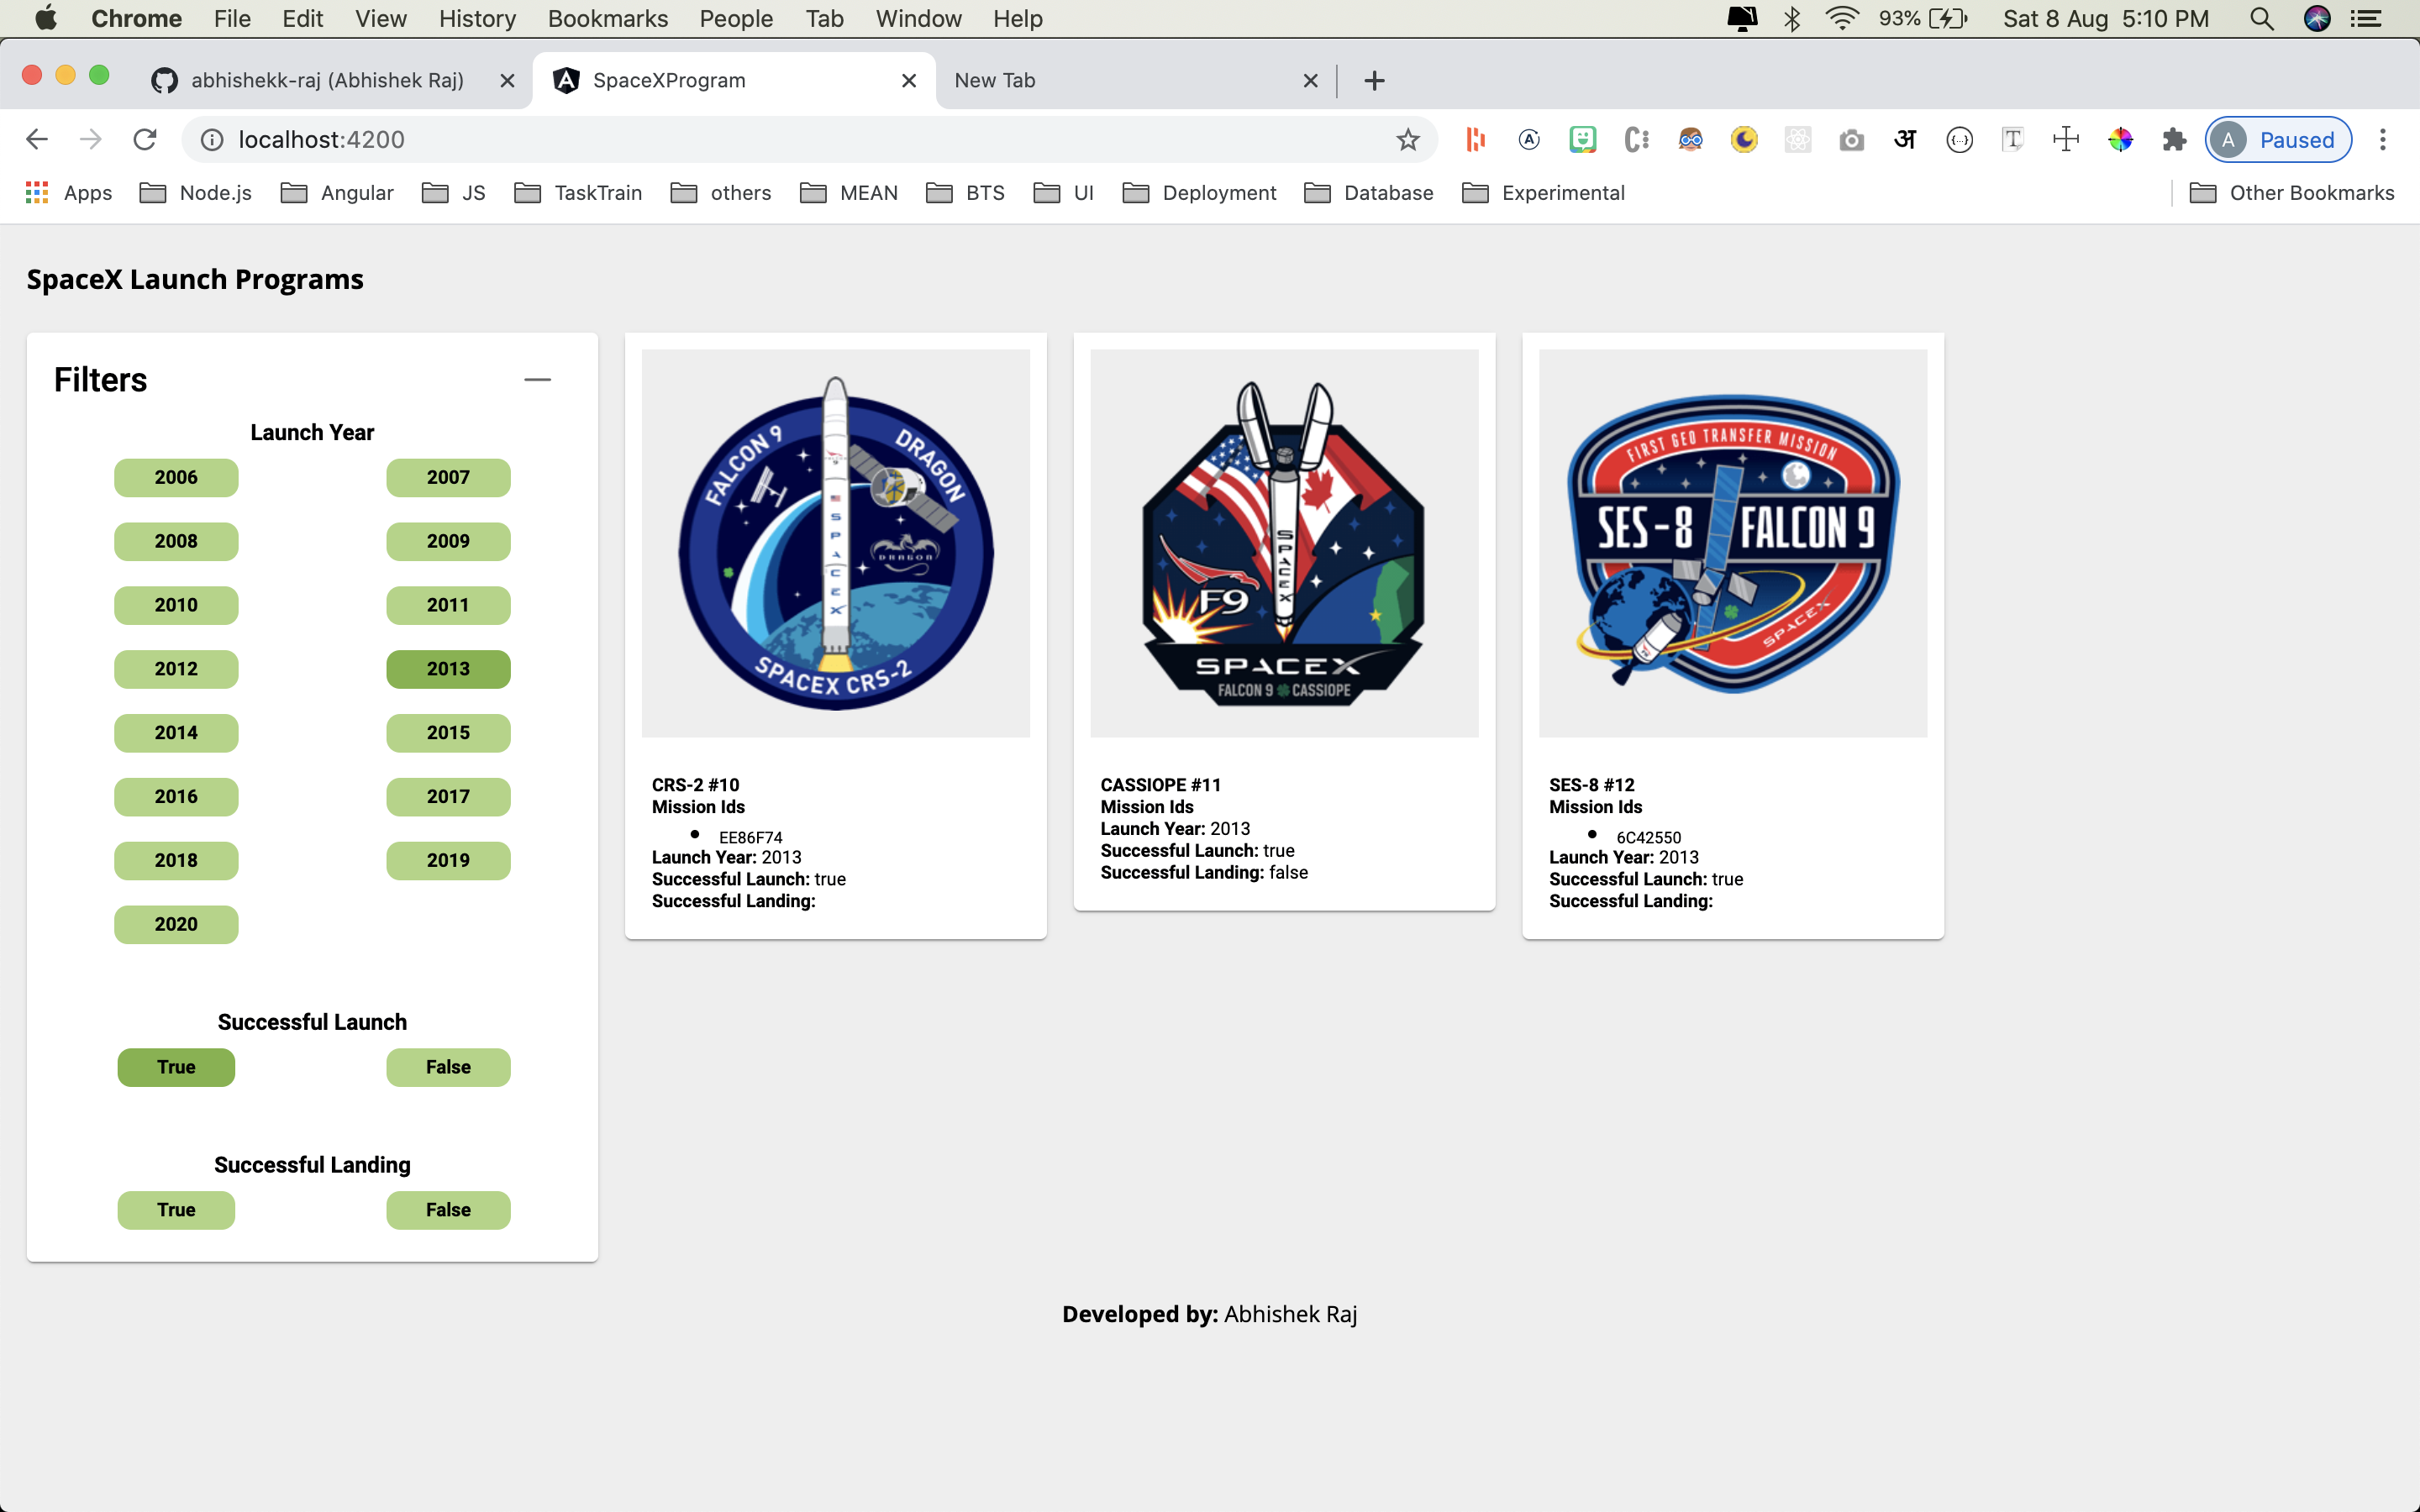 Chrome File Edit View History Bookmarks People Tab Window Help 93% Sat 8 Aug 5:10 PM
abhishekk-raj (Abhishek Raj) SpaceXProgram New Tab
localhost:4200 अ A Paused
Apps Node.js Angular JS TaskTrain others MEAN BTS UI Deployment Database Experimental Other Bookmarks
SpaceX Launch Programs
Filters
Launch Year
2006 2007
2008 2009
2010 2011
2012 2013
2014 2015
2016 2017
2018 2019
2020
Successful Launch
True False
Successful Landing
True False
FALCON 9 DRAGON
SPACEX
DRAGON
SPACEX CRS-2
CRS-2 #10
Mission Ids
EE86F74
Launch Year: 2013
Successful Launch: true
Successful Landing:
SPACEX
F9
SPACEX
FALCON 9 CASSIOPE
CASSIOPE #11
Mission Ids
Launch Year: 2013
Successful Launch: true
Successful Landing: false
FIRST GEO TRANSFER MISSION
SES-8 FALCON 9
SPACEX
SES-8 #12
Mission Ids
6C42550
Launch Year: 2013
Successful Launch: true
Successful Landing:
Developed by: Abhishek Raj